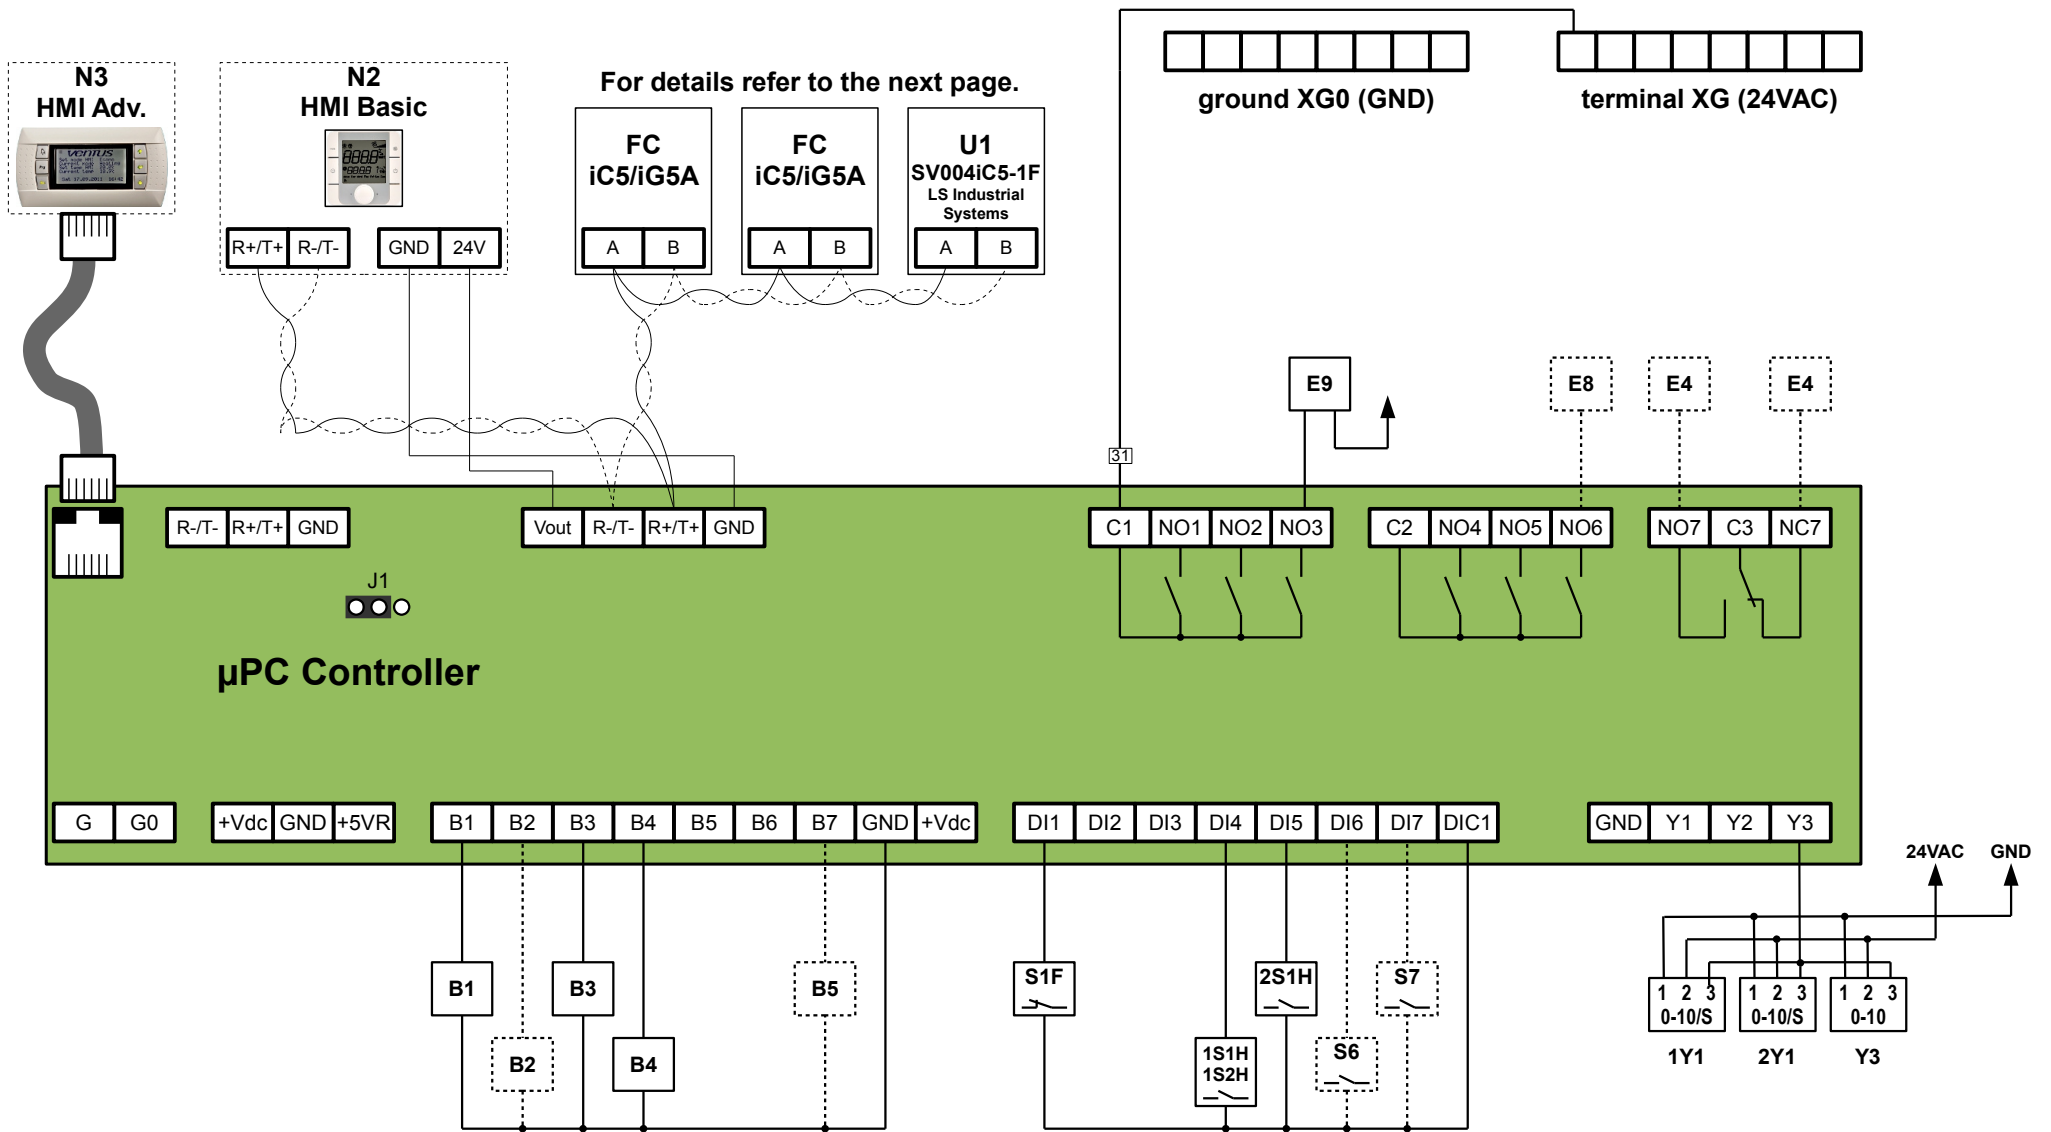 N3
HMI Adv.
VENTUS
N2
HMI Basic
R+/T+ R-/T- GND 24V
For details refer to the next page.
FC
iC5/iG5A
A B
FC
iC5/iG5A
A B
U1
SV004iC5-1F
LS Industrial
Systems
A B
ground XG0 (GND)
terminal XG (24VAC)
E9
E8
E4
E4
31
R-/T- R+/T+ GND
Vout R-/T- R+/T+ GND
C1 NO1 NO2 NO3
C2 NO4 NO5 NO6
NO7 C3 NC7
J1
µPC Controller
G G0
+Vdc GND +5VR
B1 B2 B3 B4 B5 B6 B7 GND +Vdc
DI1 DI2 DI3 DI4 DI5 DI6 DI7 DIC1
GND Y1 Y2 Y3
24VAC GND
B1
B3
B5
B2
B4
S1F
2S1H
S7
1S1H
1S2H
S6
1 2 3
0-10/S
1Y1
1 2 3
0-10/S
2Y1
1 2 3
0-10
Y3